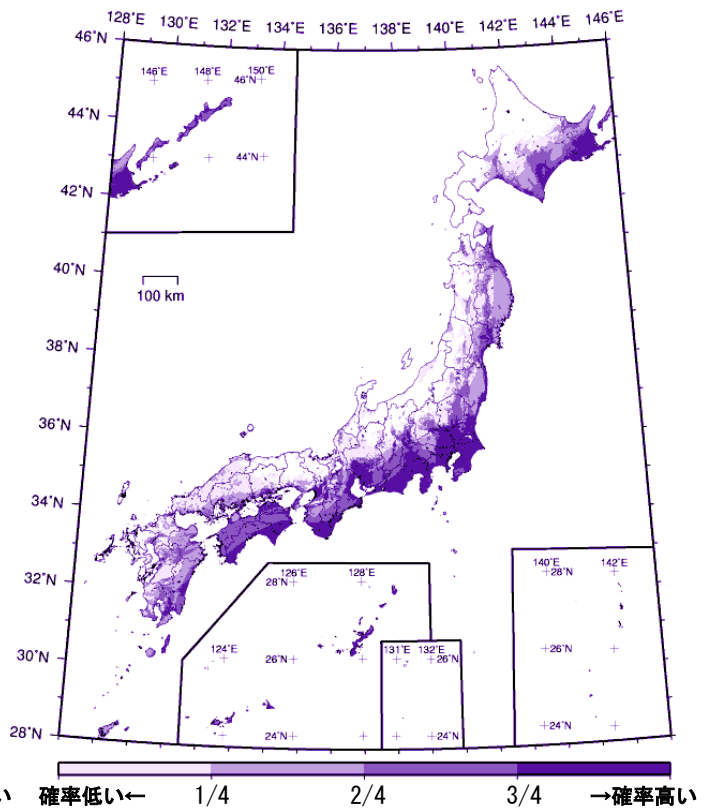 128°E 130°E 132°E 134°E 136°E 138°E 140°E 142°E 144°E 146°E
46°N
146°E 148°E 150°E
46°N
44°N
44°N
42°N
40°N
100 km
38°N
36°N
34°N
32°N
126°E 128°E
28°N
140°E 142°E
28°N
30°N
124°E
26°N
131°E 132°E
26°N
26°N
28°N
24°N
24°N
24°N
い 確率低い← 1/4 2/4 3/4 →確率高い